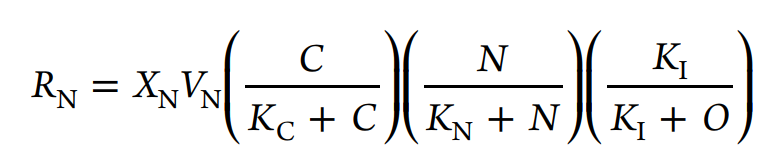 R_N = X_N V_N (C / (K_C + C)) (N / (K_N + N)) (K_I / (K_I + O))